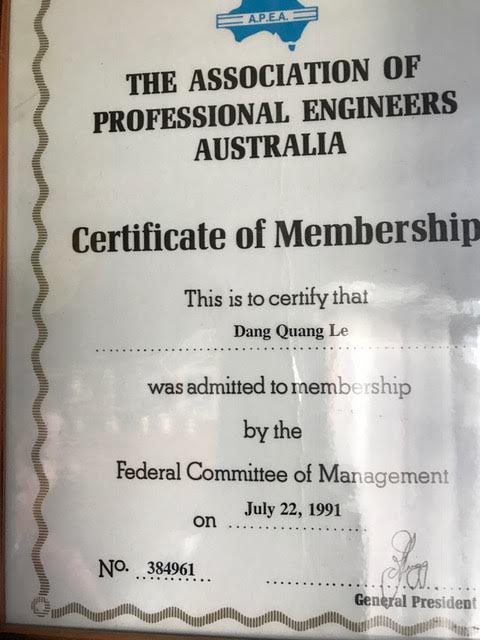 A.P.E.A.
THE ASSOCIATION OF
PROFESSIONAL ENGINEERS
AUSTRALIA
Certificate of Membership
This is to certify that
Dang Quang Le
was admitted to membership
by the
Federal Committee of Management
on July 22, 1991
No. 384961
General President